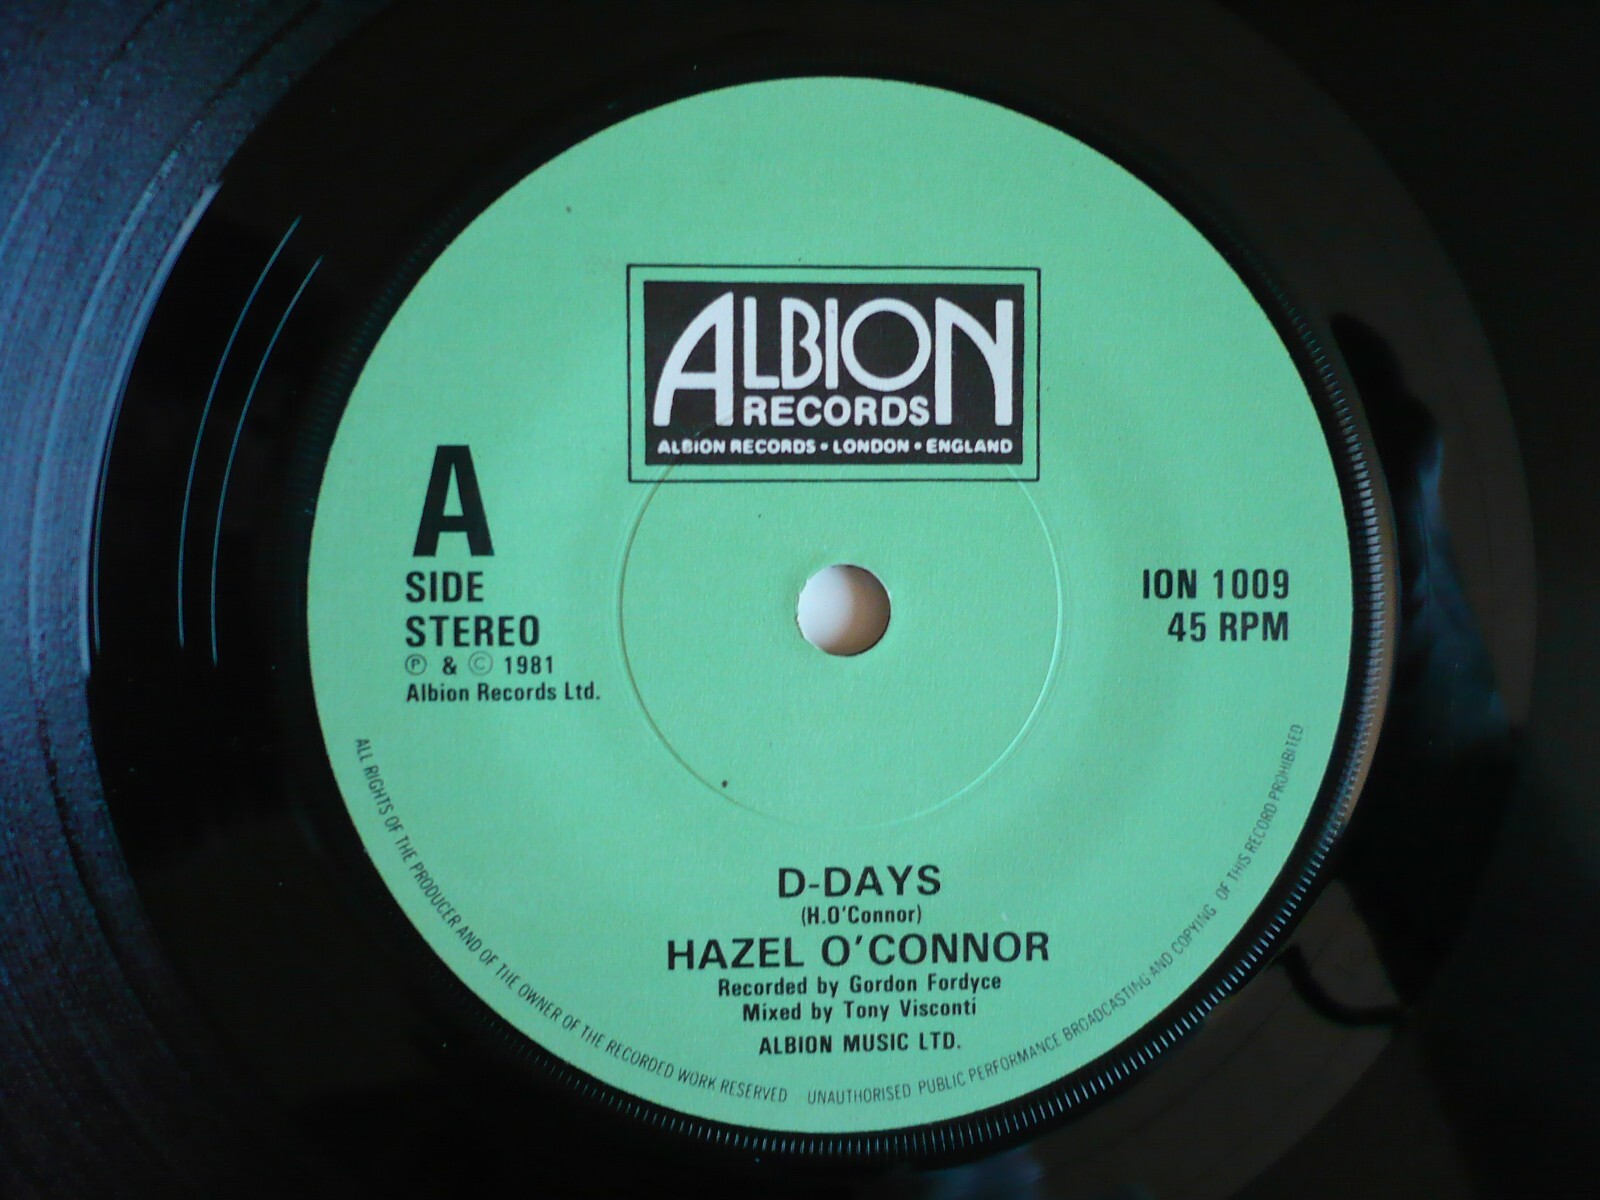 ALBION
RECORDS
ALBION RECORDS • LONDON • ENGLAND
A
SIDE
STEREO
Ⓟ & © 1981
Albion Records Ltd.
ION 1009
45 RPM
D-DAYS
(H.O'Connor)
HAZEL O'CONNOR
Recorded by Gordon Fordyce
Mixed by Tony Visconti
ALBION MUSIC LTD.
ALL RIGHTS OF THE PRODUCER AND OF THE OWNER OF THE RECORDED WORK RESERVED UNAUTHORISED PUBLIC PERFORMANCE BROADCASTING AND COPYING OF THIS RECORD PROHIBITED